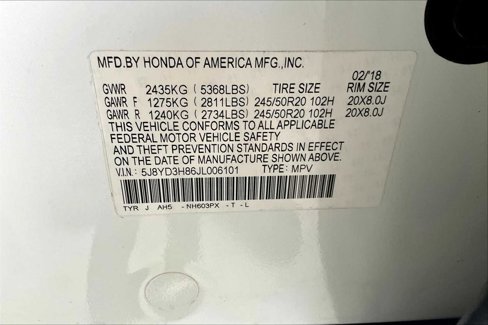 MFD.BY HONDA OF AMERICA MFG.,INC.
02/'18
GVWR 2435KG (5368LBS) TIRE SIZE RIM SIZE
GAWR F 1275KG (2811LBS) 245/50R20 102H 20X8.0J
GAWR R 1240KG (2734LBS) 245/50R20 102H 20X8.0J
THIS VEHICLE CONFORMS TO ALL APPLICABLE
FEDERAL MOTOR VEHICLE SAFETY
AND THEFT PREVENTION STANDARDS IN EFFECT ON
THE DATE OF MANUFACTURE SHOWN ABOVE.
V.I.N.: 5J8YD3H86JL006101 TYPE: MPV
TYR J AH5 - NH603PX - T - L